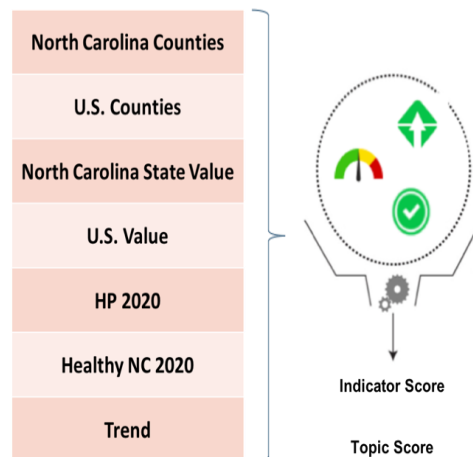 North Carolina Counties
U.S. Counties
North Carolina State Value
U.S. Value
HP 2020
Healthy NC 2020
Trend
Indicator Score
Topic Score